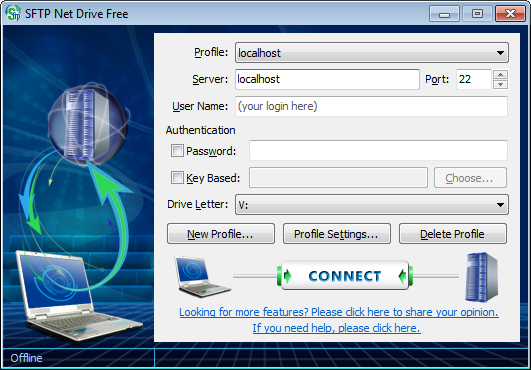 SFTP Net Drive Free
Profile: localhost
Server: localhost Port: 22
User Name: (your login here)
Authentication
Password:
Key Based: Choose...
Drive Letter: V:
New Profile... Profile Settings... Delete Profile
CONNECT
Looking for more features? Please click here to share your opinion.
If you need help, please click here.
Offline